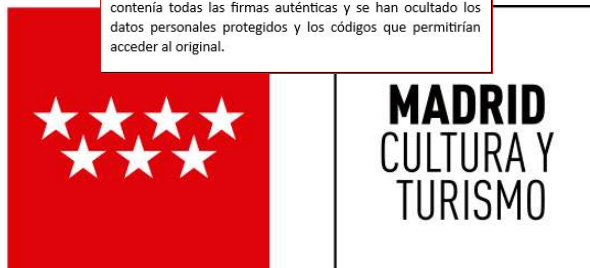 contenía todas las firmas auténticas y se han ocultado los
datos personales protegidos y los códigos que permitirían
acceder al original.
MADRID
CULTURA Y
TURISMO